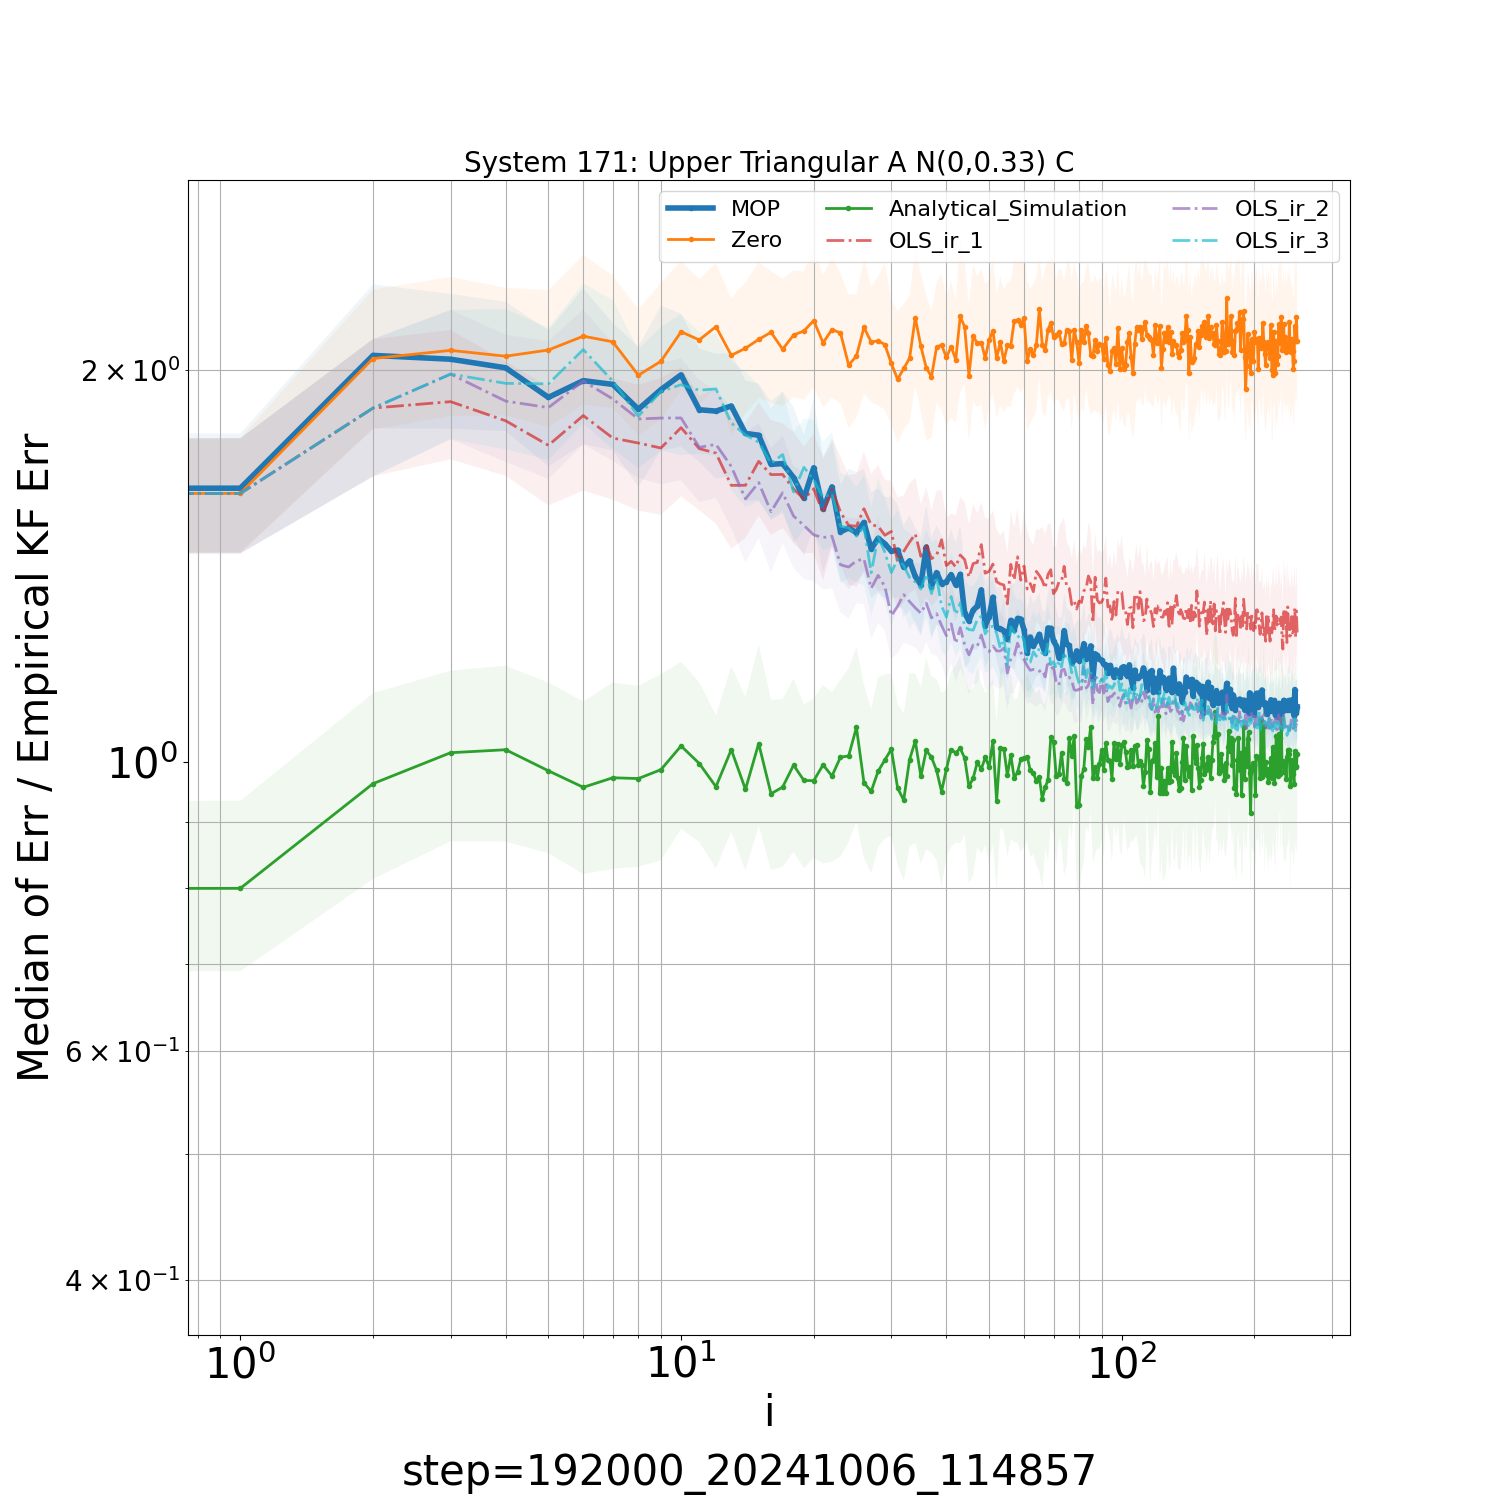 System 171: Upper Triangular A N(0,0.33) C
MOP
Zero
Analytical_Simulation
OLS_ir_1
OLS_ir_2
OLS_ir_3
Median of Err / Empirical KF Err
2 × 10⁰
10⁰
6 × 10⁻¹
4 × 10⁻¹
10⁰
10¹
10²
i
step=192000_20241006_114857